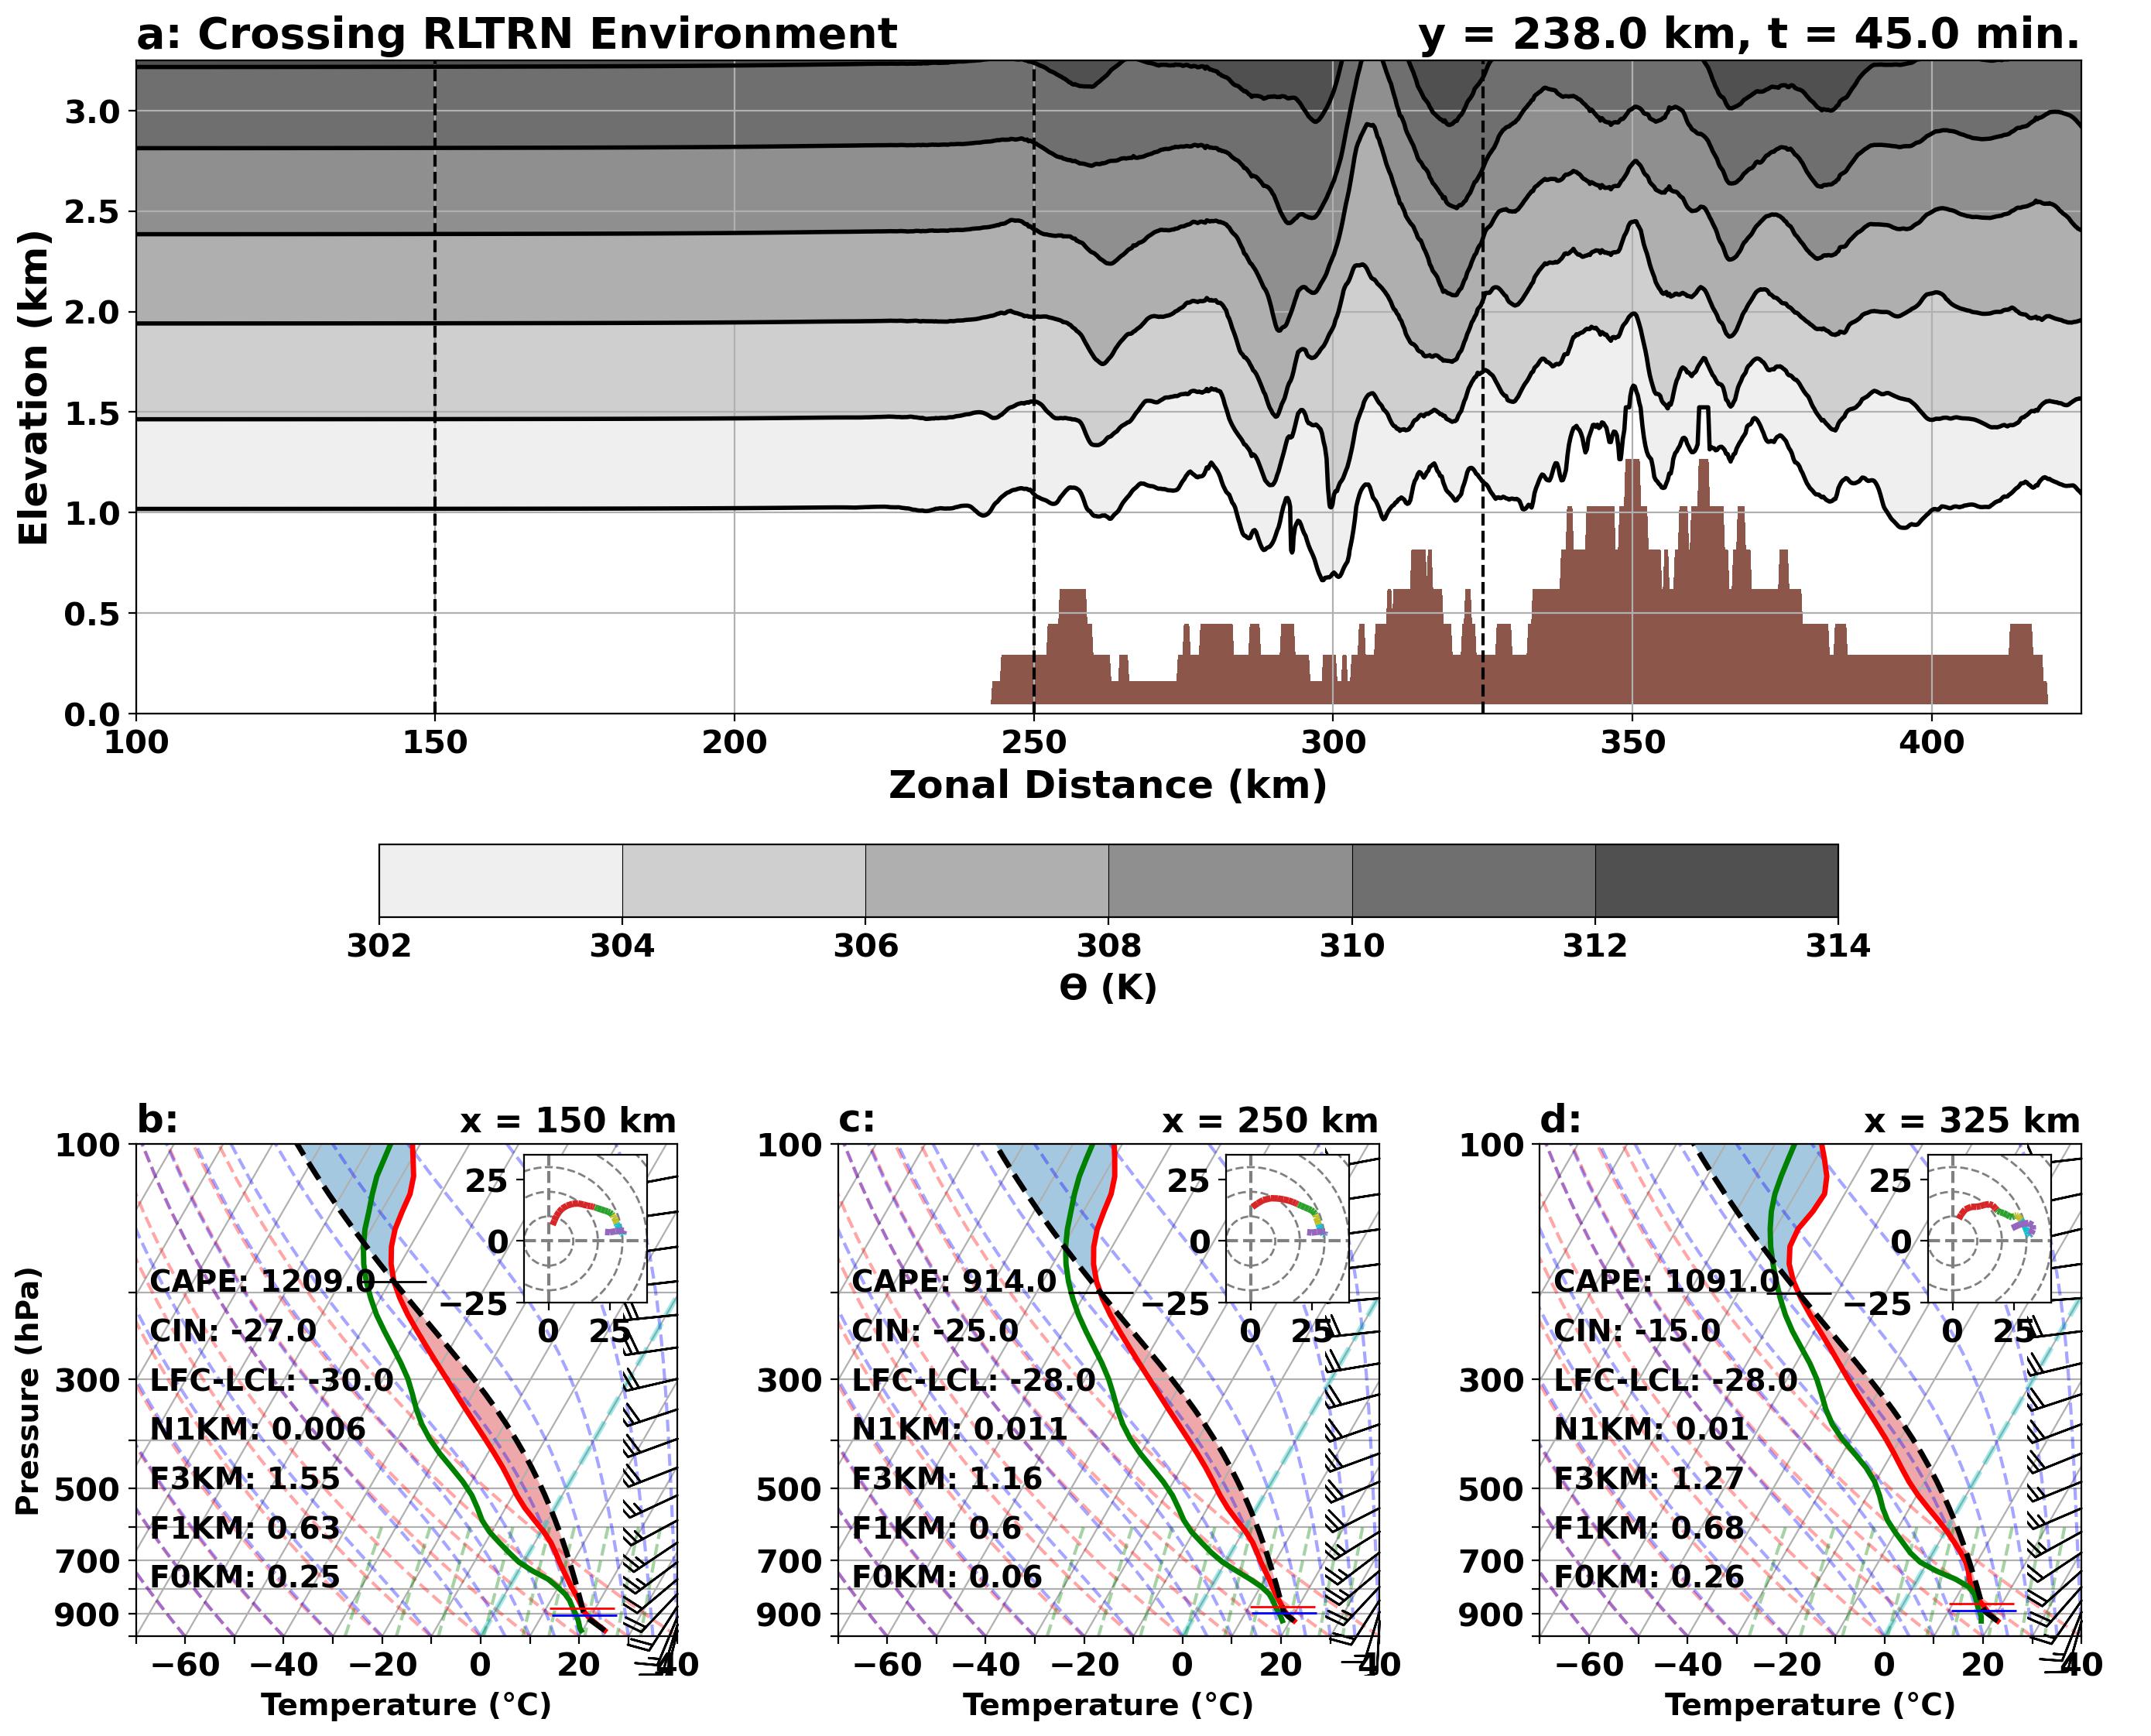 a: Crossing RLTRN Environment
y = 238.0 km, t = 45.0 min.
3.0
2.5
2.0
1.5
1.0
0.5
0.0
Elevation (km)
100 150 200 250 300 350 400
Zonal Distance (km)
302 304 306 308 310 312 314
Θ (K)
b: x = 150 km
100
300
500
700
900
Pressure (hPa)
25
0
−25
0 25
CAPE: 1209.0
CIN: -27.0
LFC-LCL: -30.0
N1KM: 0.006
F3KM: 1.55
F1KM: 0.63
F0KM: 0.25
−60 −40 −20 0 20 40
Temperature (°C)
c: x = 250 km
100
300
500
700
900
25
0
−25
0 25
CAPE: 914.0
CIN: -25.0
LFC-LCL: -28.0
N1KM: 0.011
F3KM: 1.16
F1KM: 0.6
F0KM: 0.06
−60 −40 −20 0 20 40
Temperature (°C)
d: x = 325 km
100
300
500
700
900
25
0
−25
0 25
CAPE: 1091.0
CIN: -15.0
LFC-LCL: -28.0
N1KM: 0.01
F3KM: 1.27
F1KM: 0.68
F0KM: 0.26
−60 −40 −20 0 20 40
Temperature (°C)